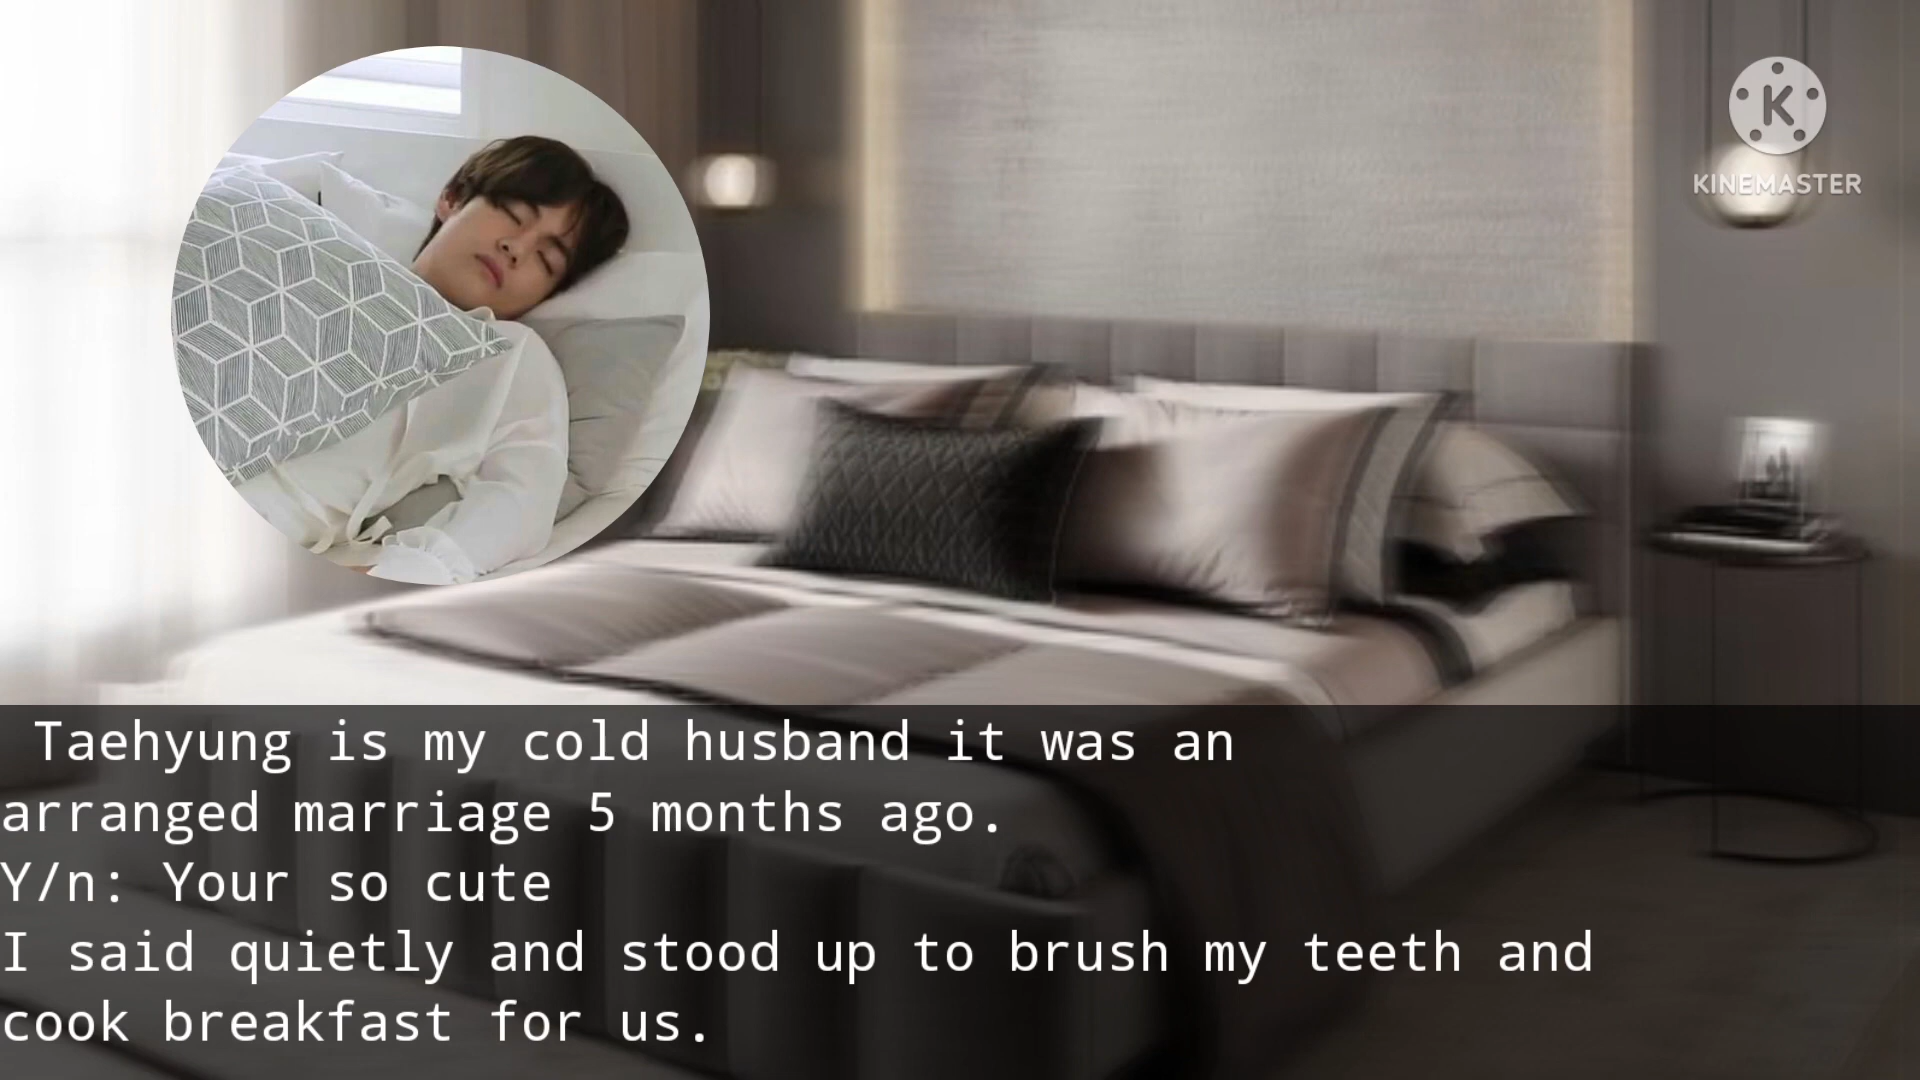 KINEMASTER
Taehyung is my cold husband it was an
arranged marriage 5 months ago.
Y/n: Your so cute
I said quietly and stood up to brush my teeth and
cook breakfast for us.